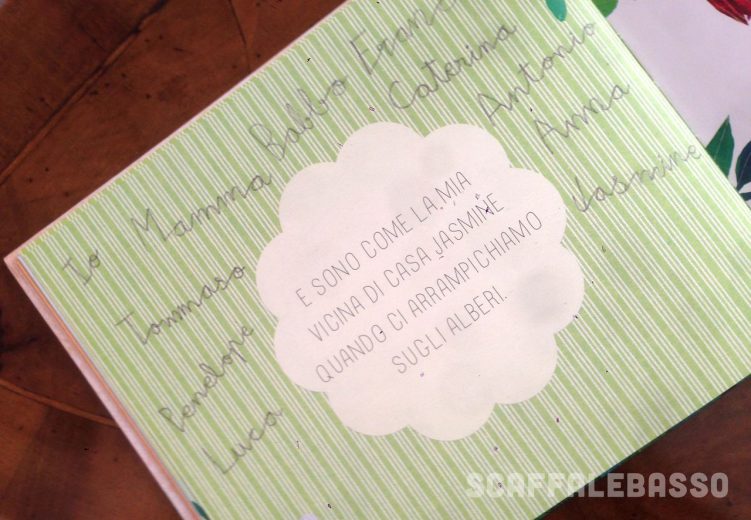 Io Mamma Babbo Franc
Caterina
Antonio
Anna
Jasmine
Tommaso
Penelope
Luca
E SONO COME LA MIA
VICINA DI CASA JASMINE
QUANDO CI ARRAMPICHIAMO
SUGLI ALBERI.
SCAFFALEBASSO